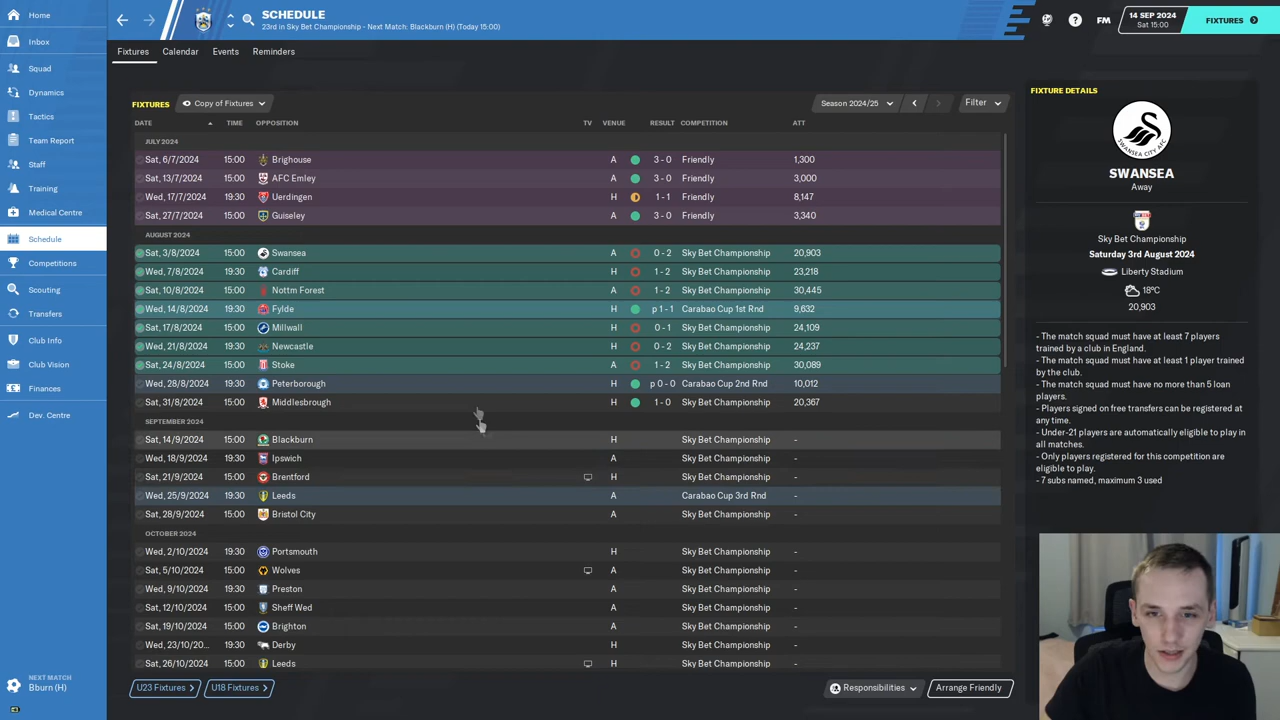 Home
Inbox
Squad
Dynamics
Tactics
Team Report
Staff
Training
Medical Centre
Schedule
Competitions
Scouting
Transfers
Club Info
Club Vision
Finances
Dev. Centre
NEXT MATCH
Bburn (H)
SCHEDULE
23rd in Sky Bet Championship - Next Match: Blackburn (H) (Today 15:00)
FM
14 SEP 2024
Sat 15:00
FIXTURES
Fixtures Calendar Events Reminders
FIXTURES Copy of Fixtures Season 2024/25 Filter
DATE TIME OPPOSITION TV VENUE RESULT COMPETITION ATT
JULY 2024
Sat, 6/7/2024 15:00 Brighouse A 3 - 0 Friendly 1,300
Sat, 13/7/2024 15:00 AFC Emley A 3 - 0 Friendly 3,000
Wed, 17/7/2024 19:30 Uerdingen H 1 - 1 Friendly 8,147
Sat, 27/7/2024 15:00 Guiseley A 3 - 0 Friendly 3,340
AUGUST 2024
Sat, 3/8/2024 15:00 Swansea A 0 - 2 Sky Bet Championship 20,903
Wed, 7/8/2024 19:30 Cardiff H 1 - 2 Sky Bet Championship 23,218
Sat, 10/8/2024 15:00 Nottm Forest A 1 - 2 Sky Bet Championship 30,445
Wed, 14/8/2024 19:30 Fylde H p 1 - 1 Carabao Cup 1st Rnd 9,632
Sat, 17/8/2024 15:00 Millwall H 0 - 1 Sky Bet Championship 24,109
Wed, 21/8/2024 19:30 Newcastle H 0 - 2 Sky Bet Championship 24,237
Sat, 24/8/2024 15:00 Stoke A 1 - 2 Sky Bet Championship 30,089
Wed, 28/8/2024 19:30 Peterborough H p 0 - 0 Carabao Cup 2nd Rnd 10,012
Sat, 31/8/2024 15:00 Middlesbrough H 1 - 0 Sky Bet Championship 20,367
SEPTEMBER 2024
Sat, 14/9/2024 15:00 Blackburn H Sky Bet Championship -
Wed, 18/9/2024 19:30 Ipswich A Sky Bet Championship -
Sat, 21/9/2024 15:00 Brentford H Sky Bet Championship -
Wed, 25/9/2024 19:30 Leeds A Carabao Cup 3rd Rnd -
Sat, 28/9/2024 15:00 Bristol City A Sky Bet Championship -
OCTOBER 2024
Wed, 2/10/2024 19:30 Portsmouth H Sky Bet Championship -
Sat, 5/10/2024 15:00 Wolves A Sky Bet Championship -
Wed, 9/10/2024 19:30 Preston H Sky Bet Championship -
Sat, 12/10/2024 15:00 Sheff Wed A Sky Bet Championship -
Sat, 19/10/2024 15:00 Brighton A Sky Bet Championship -
Wed, 23/10/20... 19:30 Derby H Sky Bet Championship -
Sat, 26/10/2024 15:00 Leeds A Sky Bet Championship -
U23 Fixtures U18 Fixtures Responsibilities Arrange Friendly
FIXTURE DETAILS
SWANSEA
Away
Sky Bet Championship
Saturday 3rd August 2024
Liberty Stadium
18°C
20,903
- The match squad must have at least 7 players
trained by a club in England.
- The match squad must have at least 1 player trained
by the club.
- The match squad must have no more than 5 loan
players.
- Players signed on free transfers can be registered at
any time.
- Under-21 players are automatically eligible to play in
all matches.
- Only players registered for this competition are
eligible to play.
- 7 subs named, maximum 3 used